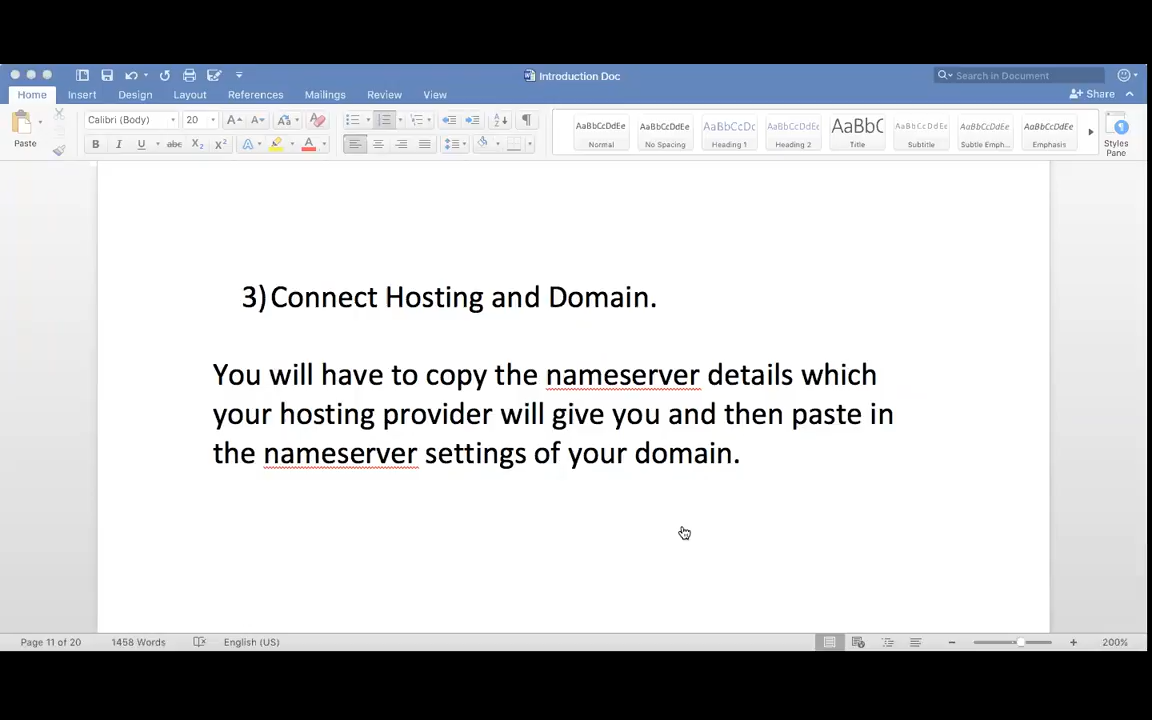 Introduction Doc
Search in Document
Home Insert Design Layout References Mailings Review View
Share
Paste
Calibri (Body) 20
B I U abc X₂ X²
AaBbCcDdEe AaBbCcDdEe AaBbCcDc AaBbCcDdEe AaBbC AaBbCcDdEe AaBbCcDdEe AaBbCcDdEe
Normal No Spacing Heading 1 Heading 2 Title Subtitle Subtle Emph... Emphasis
Styles
Pane
3) Connect Hosting and Domain.
You will have to copy the nameserver details which
your hosting provider will give you and then paste in
the nameserver settings of your domain.
Page 11 of 20 1458 Words English (US) 200%